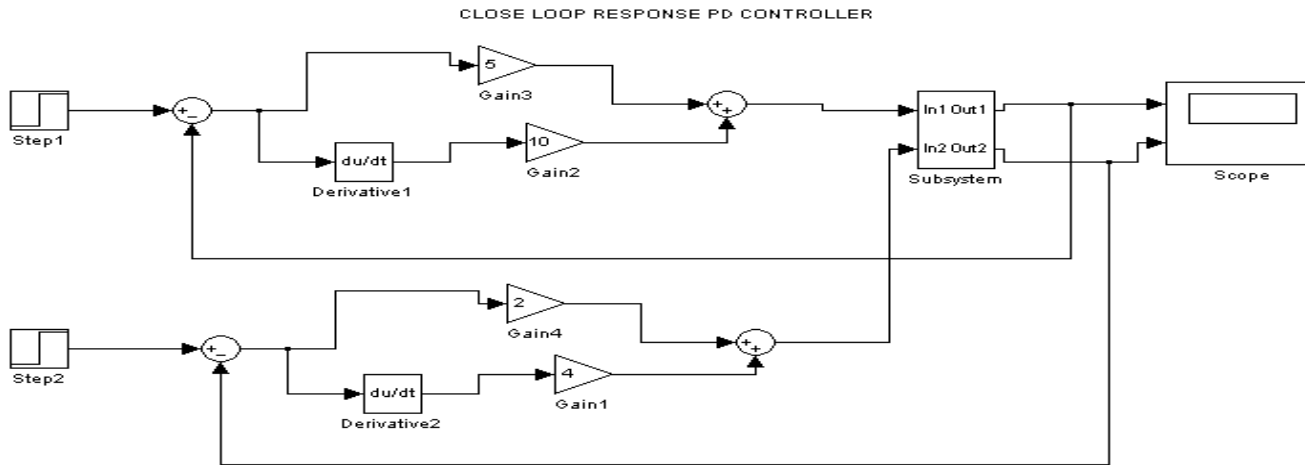 CLOSE LOOP RESPONSE PD CONTROLLER
5
Gain3
Step1
10
Gain2
du/dt
Derivative1
In1 Out1
In2 Out2
Subsystem
Scope
2
Gain4
Step2
4
Gain1
du/dt
Derivative2